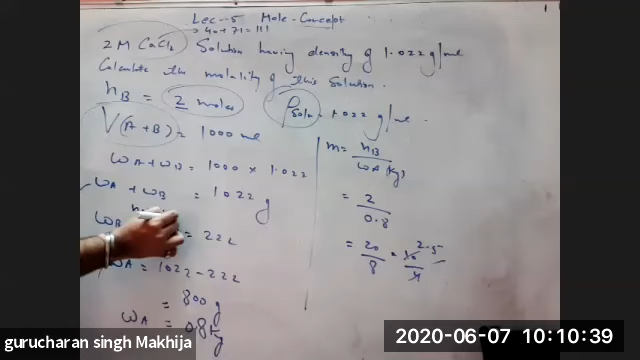 Lec-5 Mole-Concept
→ 40+71=111
2M CaCl2 Solution having density of 1.022 g/ml
Calculate the molality of this solution.
nB = 2 moles ρsoln = 1.022 g/ml.
V(A+B) = 1000 ml
WA+WB = 1000 × 1.022
WA + WB = 1022 g
WB = 222
WA = 1022-222
= 800 g
WA = 0.8 kg
m = nB / WA(kg)
= 2 / 0.8
= 20 / 8 = 10 / 4 2.5
gurucharan singh Makhija
2020-06-07 10:10:39